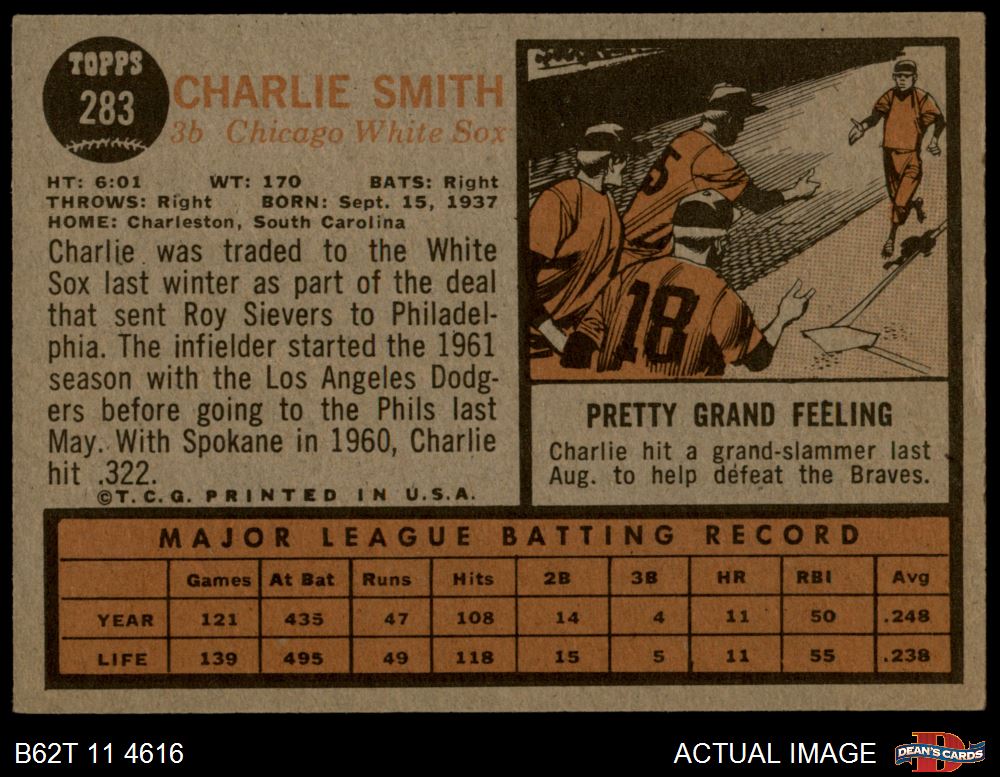 TOPPS
283
CHARLIE SMITH
3b Chicago White Sox
HT: 6:01 WT: 170 BATS: Right
THROWS: Right BORN: Sept. 15, 1937
HOME: Charleston, South Carolina
Charlie was traded to the White
Sox last winter as part of the deal
that sent Roy Sievers to Philadel-
phia. The infielder started the 1961
season with the Los Angeles Dodg-
ers before going to the Phils last
May. With Spokane in 1960, Charlie
hit .322.
©T.C.G. PRINTED IN U.S.A.
5
18
PRETTY GRAND FEELING
Charlie hit a grand-slammer last
Aug. to help defeat the Braves.
MAJOR LEAGUE BATTING RECORD
Games At Bat Runs Hits 2B 3B HR RBI Avg
YEAR 121 435 47 108 14 4 11 50 .248
LIFE 139 495 49 118 15 5 11 55 .238
B62T 11 4616
ACTUAL IMAGE
D
DEAN'S CARDS